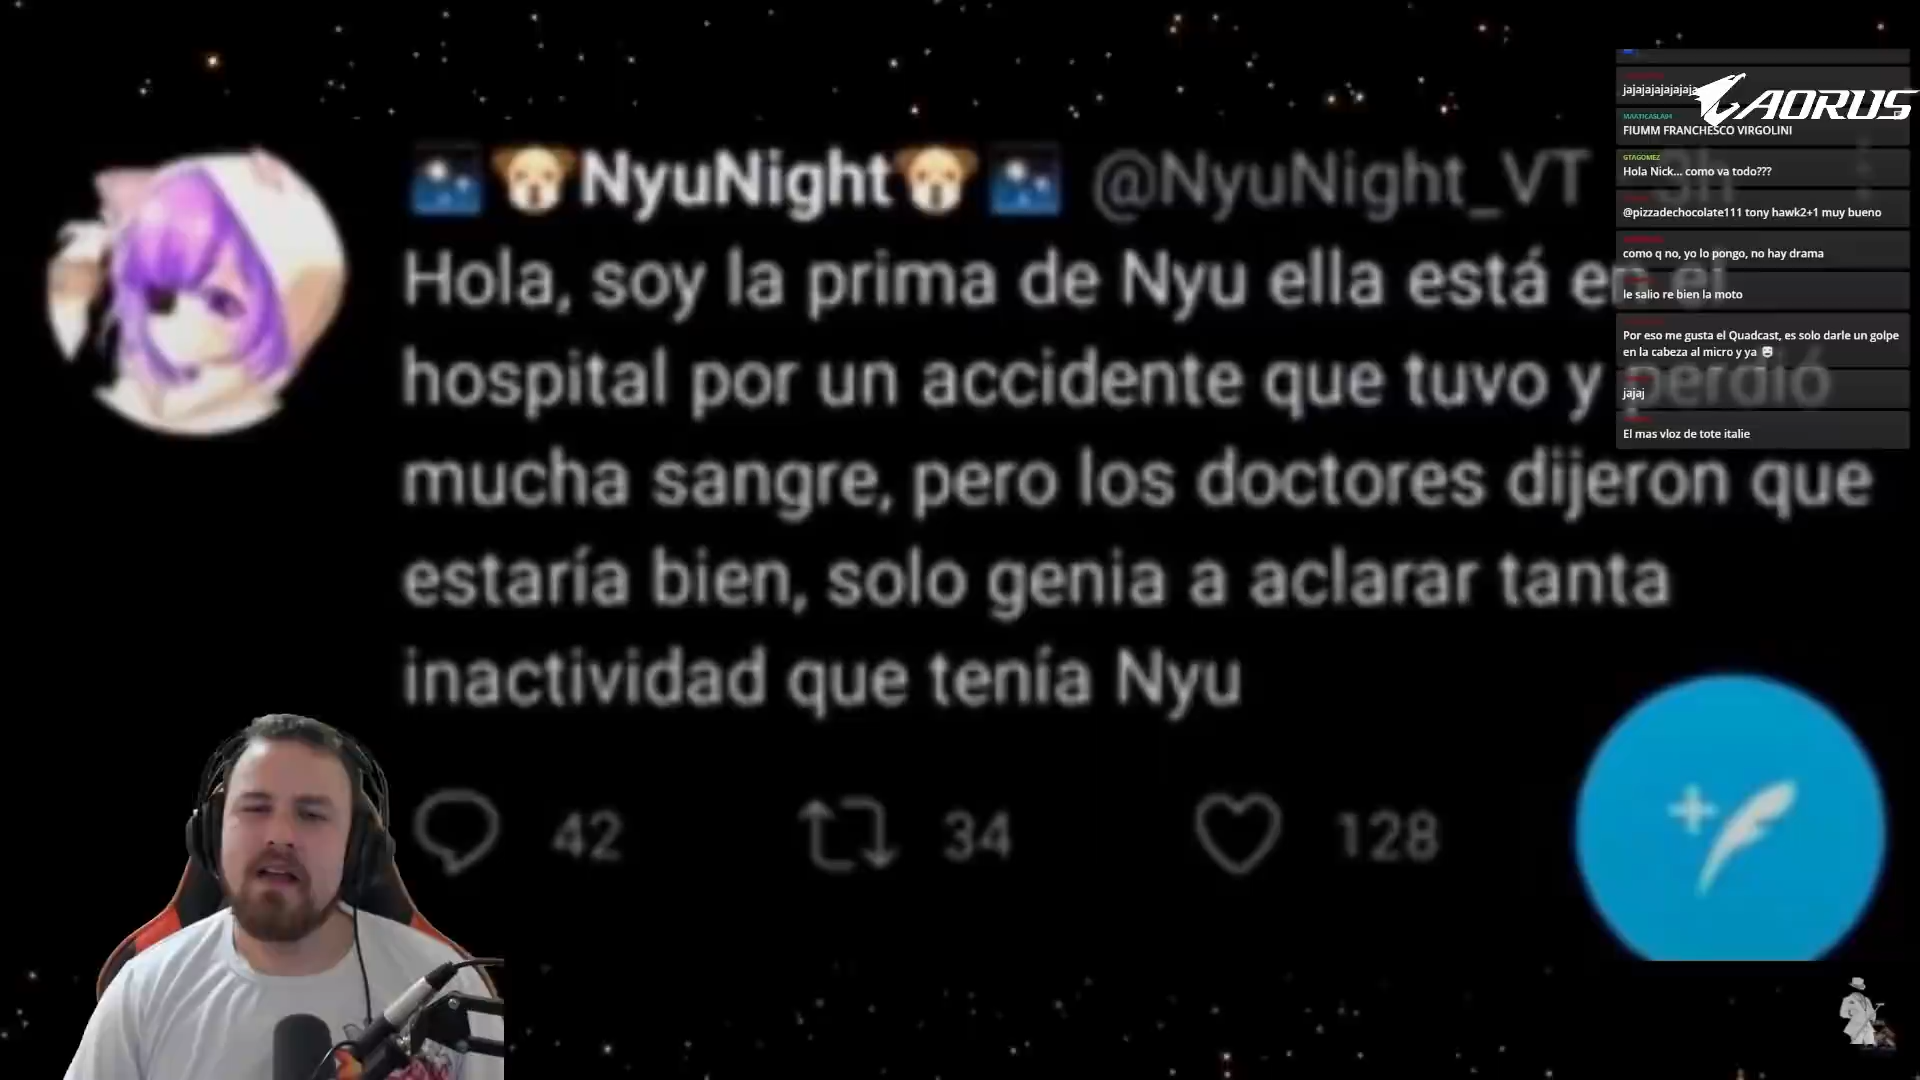 NyuNight @NyuNight_VT 3h
Hola, soy la prima de Nyu ella está en el
hospital por un accidente que tuvo y perdió
mucha sangre, pero los doctores dijeron que
estaría bien, solo genia a aclarar tanta
inactividad que tenía Nyu
42 34 128
AORUS
jajajajajajaja
FIUMM FRANCHESCO VIRGOLINI
GTAGOMEZ
Hola Nick... como va todo???
@pizzadechocolate111 tony hawk2+1 muy bueno
como q no, yo lo pongo, no hay drama
le salio re bien la moto
Por eso me gusta el Quadcast, es solo darle un golpe
en la cabeza al micro y ya
jajaj
El mas vloz de tote italie